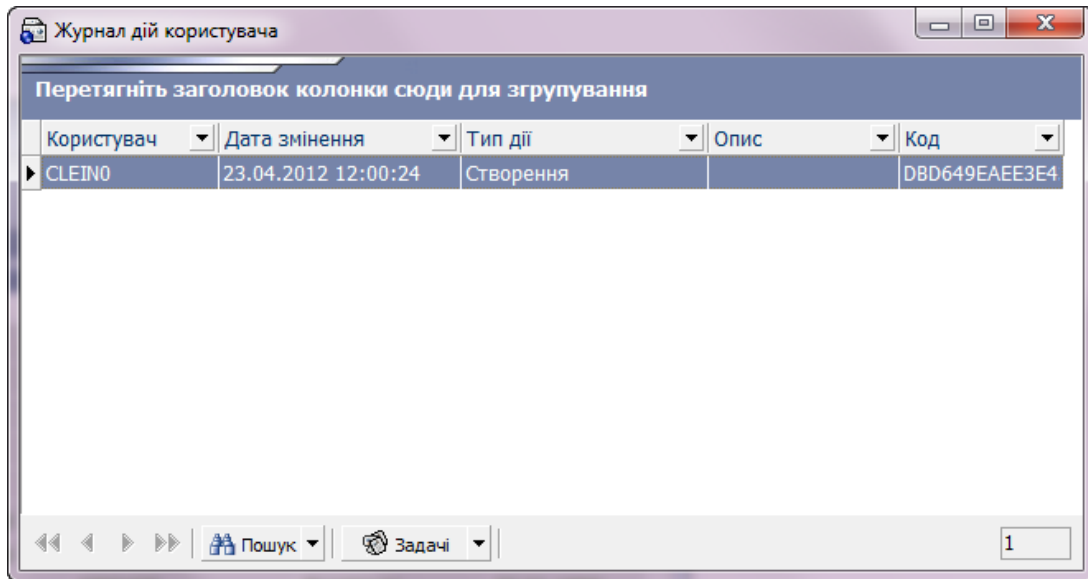 Журнал дій користувача
Перетягніть заголовок колонки сюди для згрупування
Користувач Дата змінення Тип дії Опис Код
CLEIN0 23.04.2012 12:00:24 Створення DBD649EAEE3E4
Пошук Задачі 1